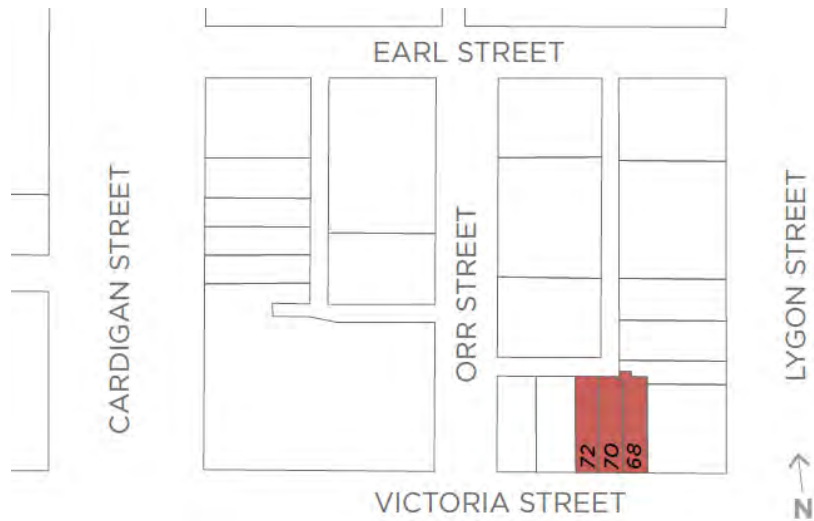 EARL STREET
CARDIGAN STREET
ORR STREET
LYGON STREET
72
70
68
VICTORIA STREET
N